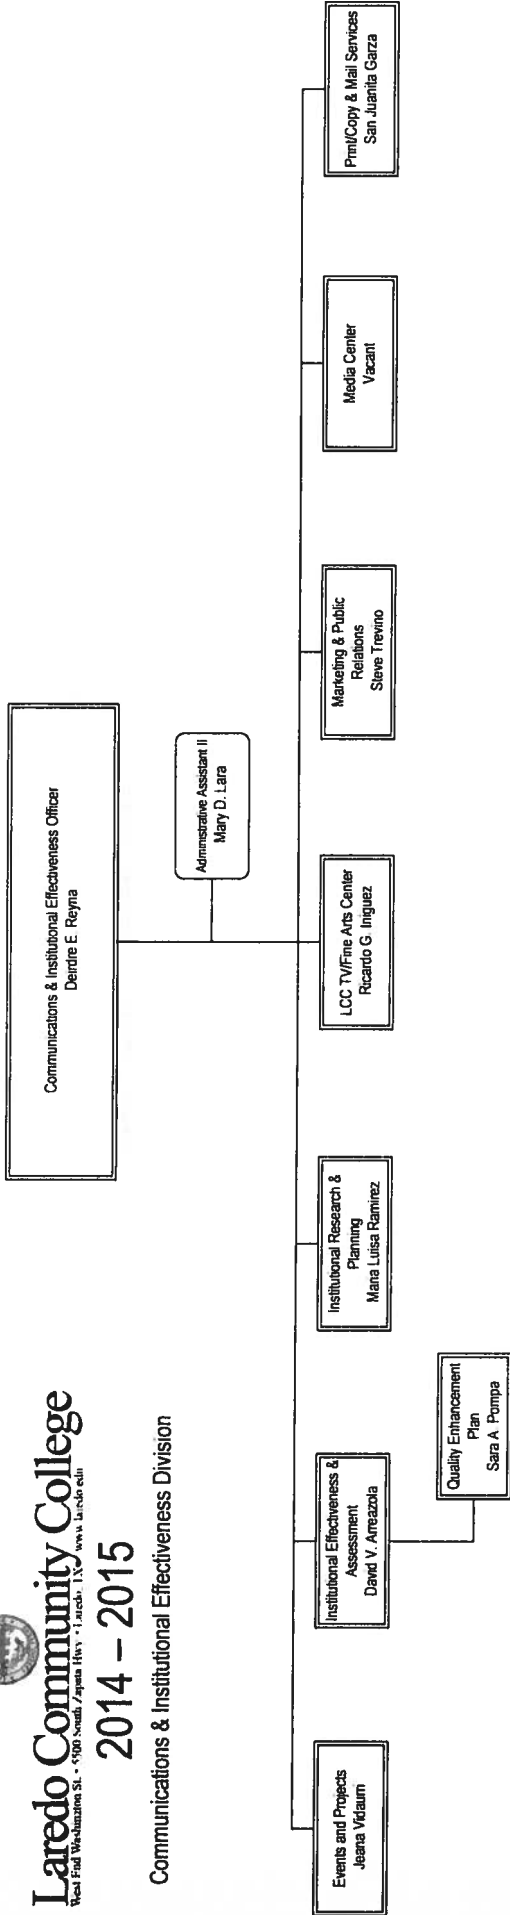 Laredo Community College
West End Washington St. • 5500 South Zapata Hwy • Laredo, TX • www.laredo.edu
2014 – 2015
Communications & Institutional Effectiveness Division
Communications & Institutional Effectiveness Officer
Deirdre E. Reyna
Administrative Assistant II
Mary D. Lara
Events and Projects
Jeana Vidaurri
Institutional Effectiveness &
Assessment
David V. Arreazola
Quality Enhancement
Plan
Sara A. Pompa
Institutional Research &
Planning
Maria Luisa Ramirez
LCC TV/Fine Arts Center
Ricardo G. Iniguez
Marketing & Public
Relations
Steve Trevino
Media Center
Vacant
Print/Copy & Mail Services
San Juanita Garza